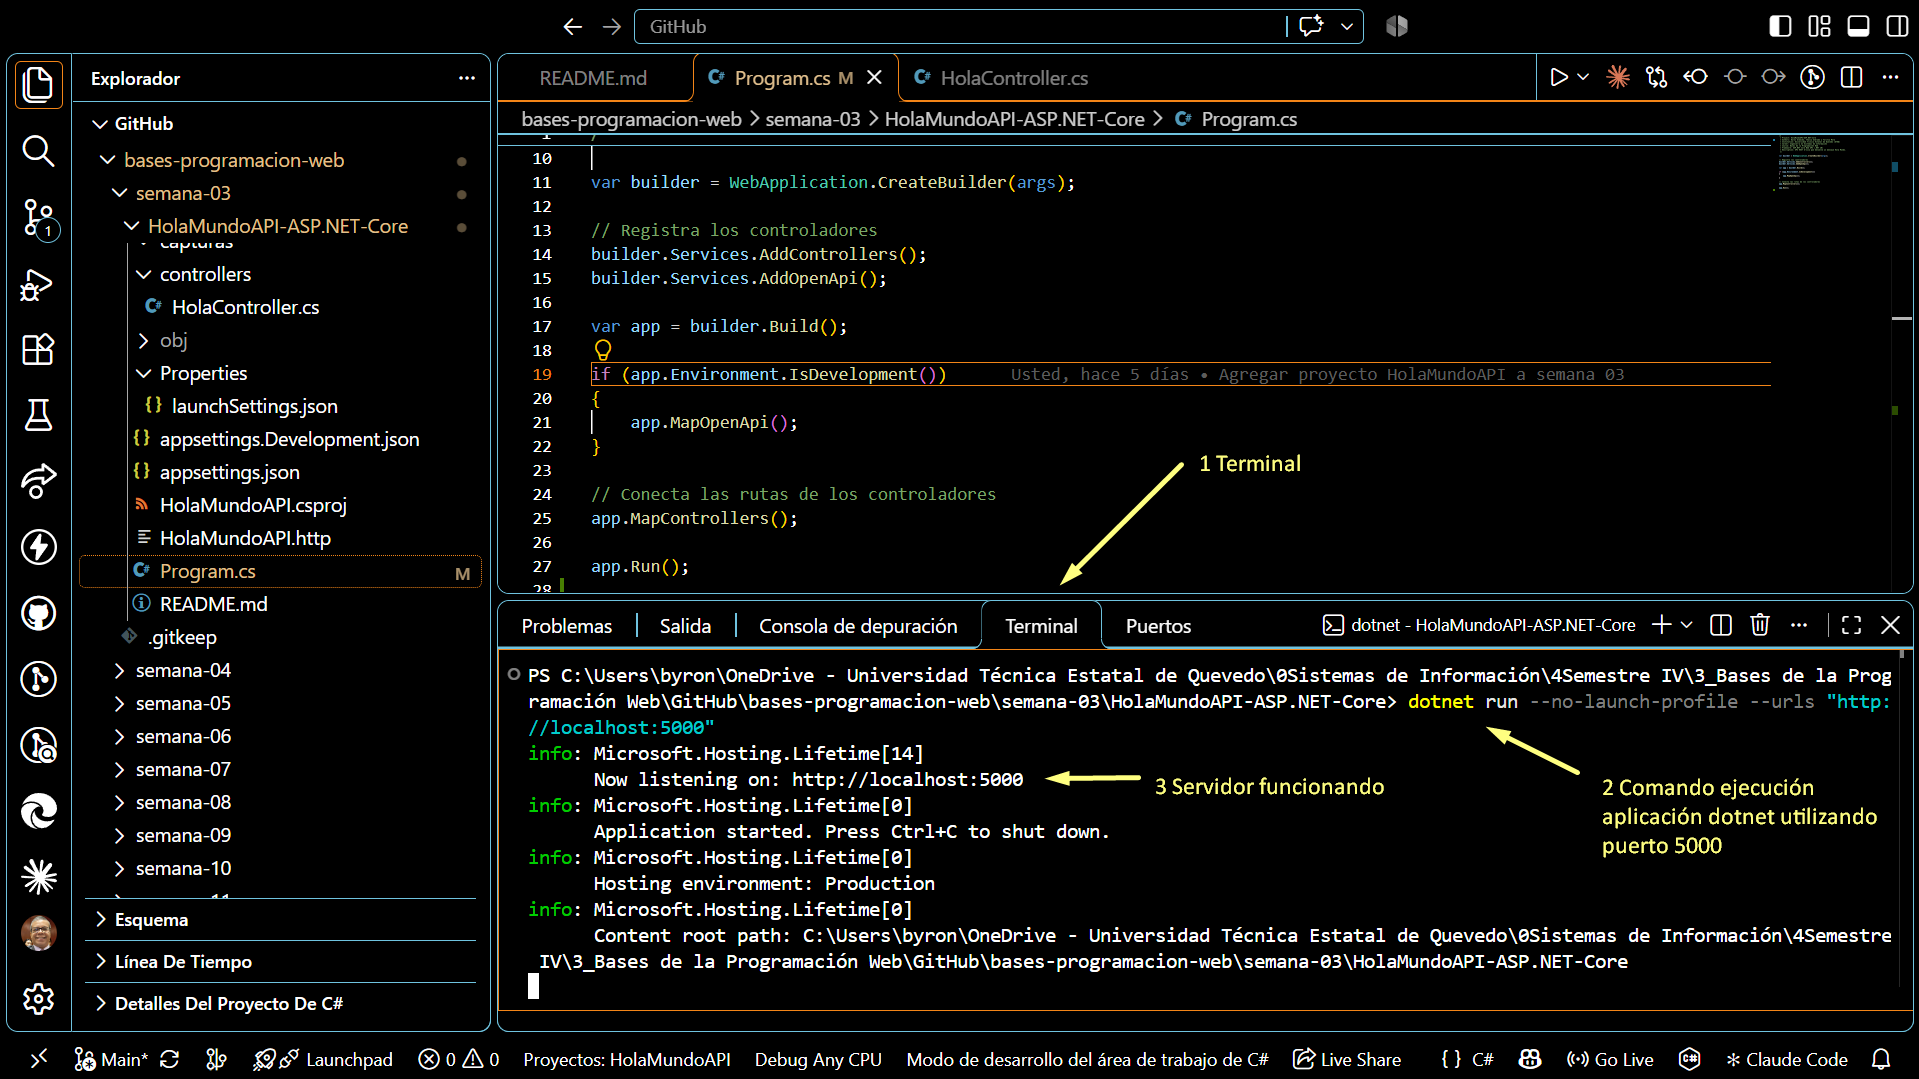 GitHub
Explorador
GitHub
bases-programacion-web
semana-03
HolaMundoAPI-ASP.NET-Core
capturas
controllers
HolaController.cs
obj
Properties
launchSettings.json
appsettings.Development.json
appsettings.json
HolaMundoAPI.csproj
HolaMundoAPI.http
Program.cs M
README.md
.gitkeep
semana-04
semana-05
semana-06
semana-07
semana-08
semana-09
semana-10
Esquema
Línea De Tiempo
Detalles Del Proyecto De C#
1
README.md
Program.cs M
HolaController.cs
bases-programacion-web > semana-03 > HolaMundoAPI-ASP.NET-Core > Program.cs
10
11 var builder = WebApplication.CreateBuilder(args);
12
13 // Registra los controladores
14 builder.Services.AddControllers();
15 builder.Services.AddOpenApi();
16
17 var app = builder.Build();
18
19 if (app.Environment.IsDevelopment()) Usted, hace 5 días • Agregar proyecto HolaMundoAPI a semana 03
20 {
21 app.MapOpenApi();
22 }
23
24 // Conecta las rutas de los controladores
25 app.MapControllers();
26
27 app.Run();
28
1 Terminal
Problemas
Salida
Consola de depuración
Terminal
Puertos
dotnet - HolaMundoAPI-ASP.NET-Core
PS C:\Users\byron\OneDrive - Universidad Técnica Estatal de Quevedo\0Sistemas de Información\4Semestre IV\3_Bases de la Prog
ramación Web\GitHub\bases-programacion-web\semana-03\HolaMundoAPI-ASP.NET-Core> dotnet run --no-launch-profile --urls "http:
//localhost:5000"
info: Microsoft.Hosting.Lifetime[14]
Now listening on: http://localhost:5000
info: Microsoft.Hosting.Lifetime[0]
Application started. Press Ctrl+C to shut down.
info: Microsoft.Hosting.Lifetime[0]
Hosting environment: Production
info: Microsoft.Hosting.Lifetime[0]
Content root path: C:\Users\byron\OneDrive - Universidad Técnica Estatal de Quevedo\0Sistemas de Información\4Semestre
IV\3_Bases de la Programación Web\GitHub\bases-programacion-web\semana-03\HolaMundoAPI-ASP.NET-Core
3 Servidor funcionando
2 Comando ejecución
aplicación dotnet utilizando
puerto 5000
Main* Launchpad 0 0 Proyectos: HolaMundoAPI Debug Any CPU Modo de desarrollo del área de trabajo de C# Live Share {} C# Go Live Claude Code